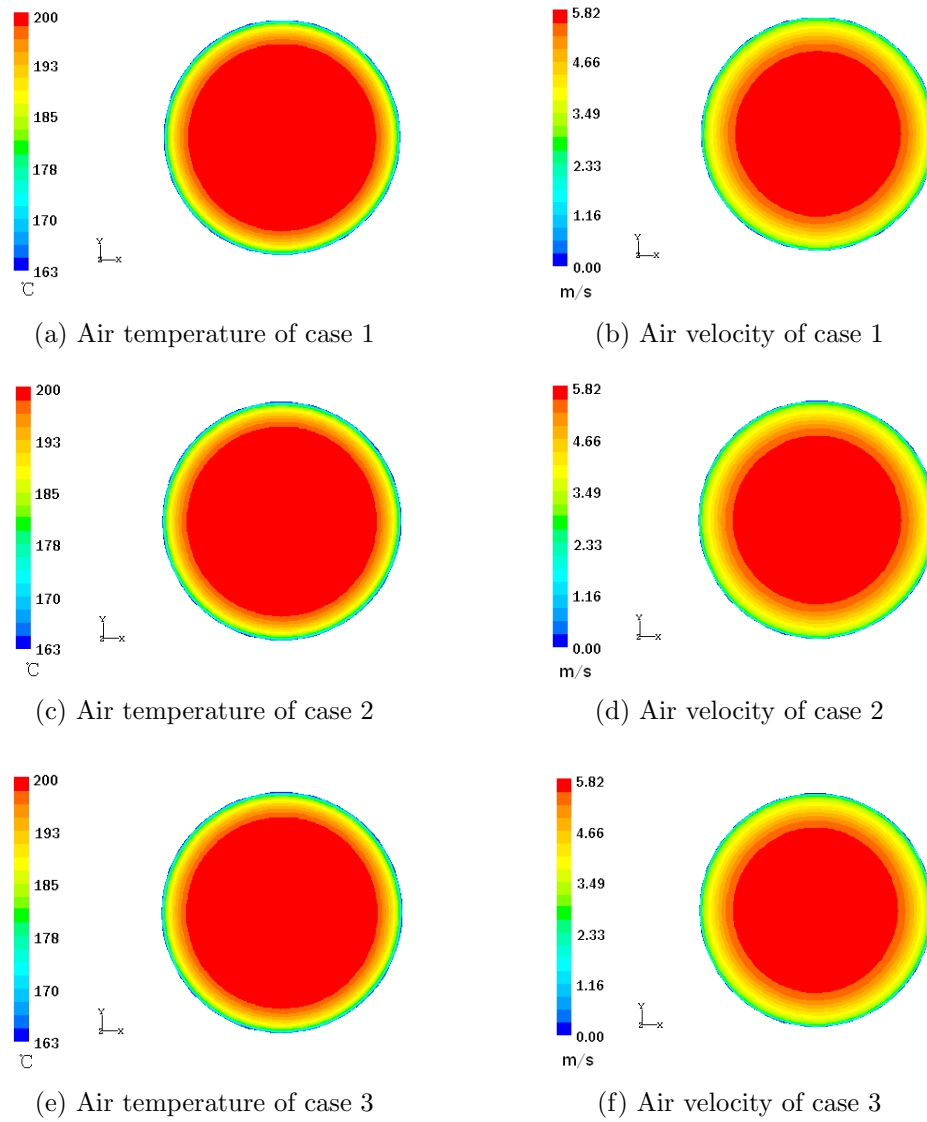 200
193
185
178
170
163
℃
Y
Z X
5.82
4.66
3.49
2.33
1.16
0.00
m/s
Y
Z X
(a) Air temperature of case 1
(b) Air velocity of case 1
200
193
185
178
170
163
℃
Y
Z X
5.82
4.66
3.49
2.33
1.16
0.00
m/s
Y
Z X
(c) Air temperature of case 2
(d) Air velocity of case 2
200
193
185
178
170
163
℃
Y
Z X
5.82
4.66
3.49
2.33
1.16
0.00
m/s
Y
Z X
(e) Air temperature of case 3
(f) Air velocity of case 3